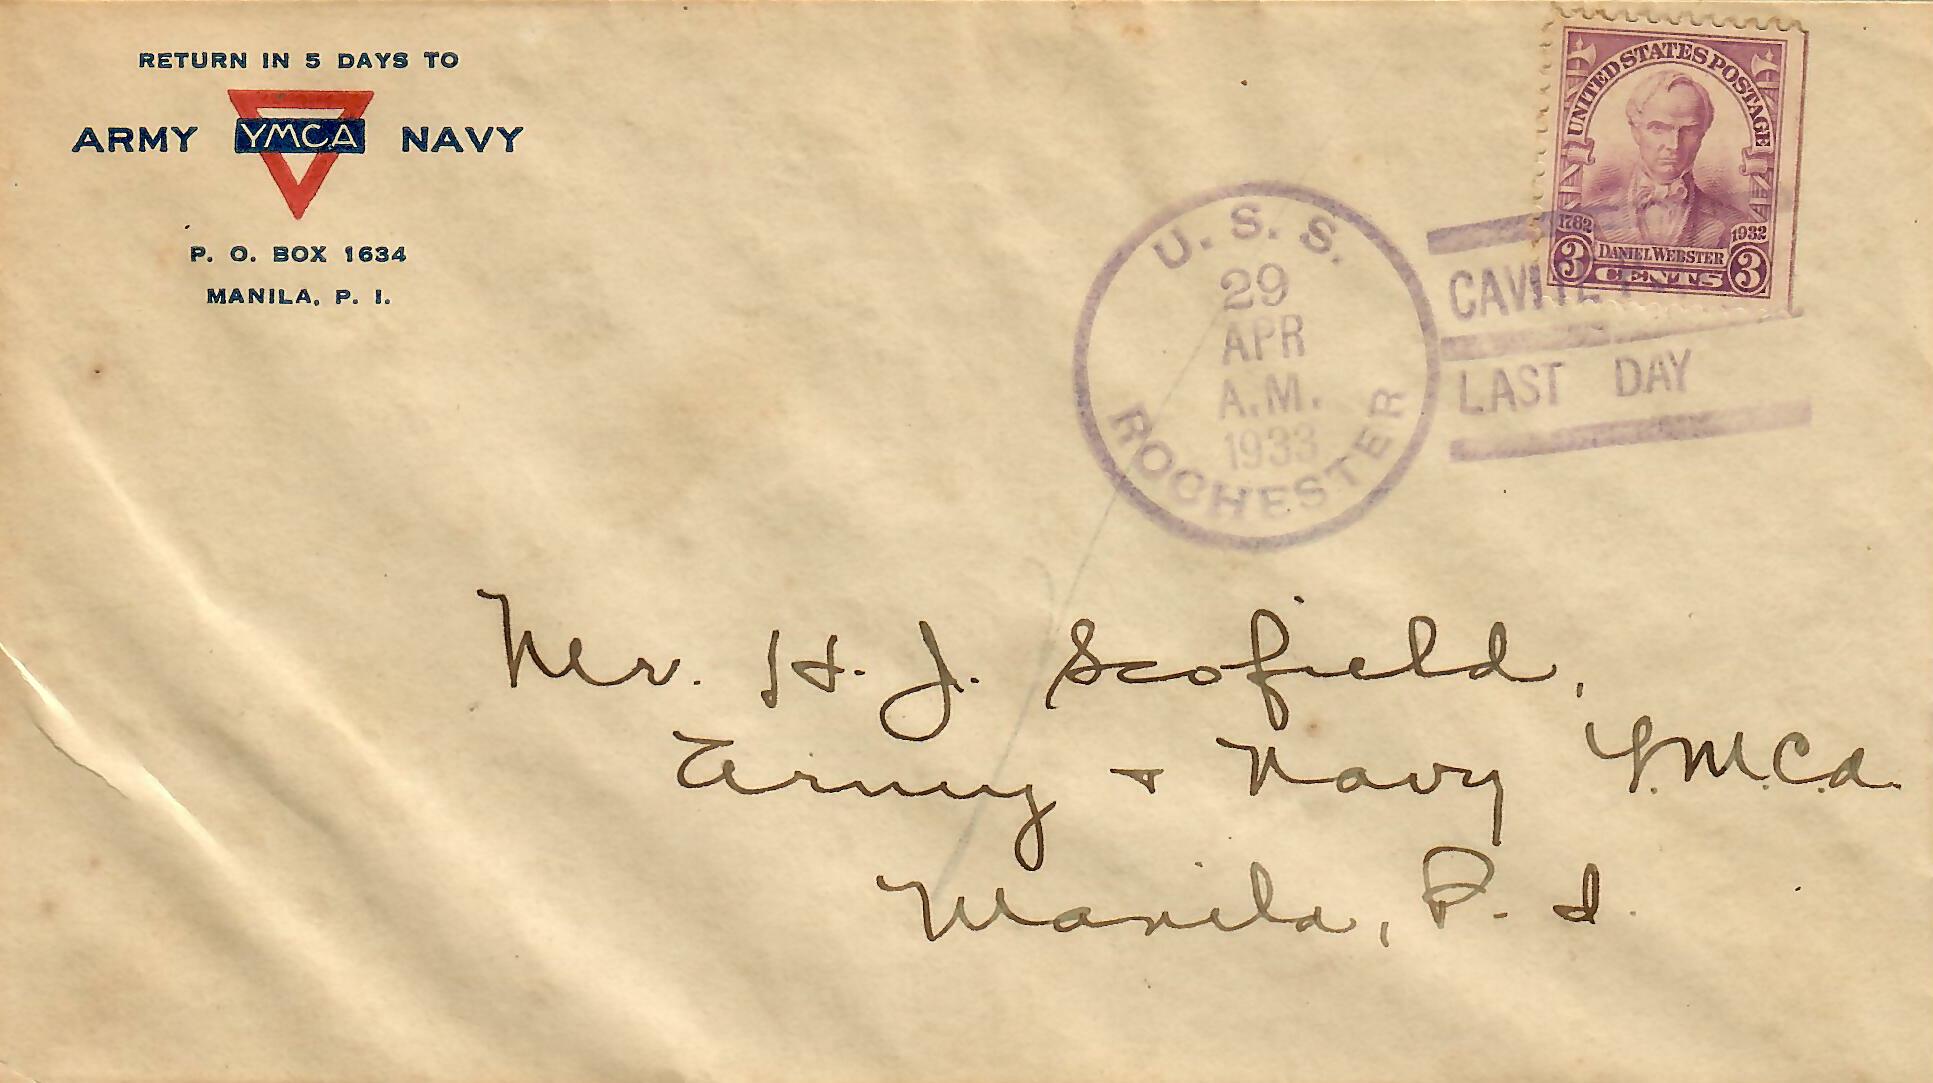 RETURN IN 5 DAYS TO
ARMY YMCA NAVY
P. O. BOX 1634
MANILA, P. I.
UNITED STATES POSTAGE
1782 1932
3 DANIEL WEBSTER 3
CENTS
U. S. S.
29
APR
A.M.
1933
ROCHESTER
CAVITE
LAST DAY
Mr. H. J. Scofield,
Army + Navy Y.M.C.A.
Manila, P. I.